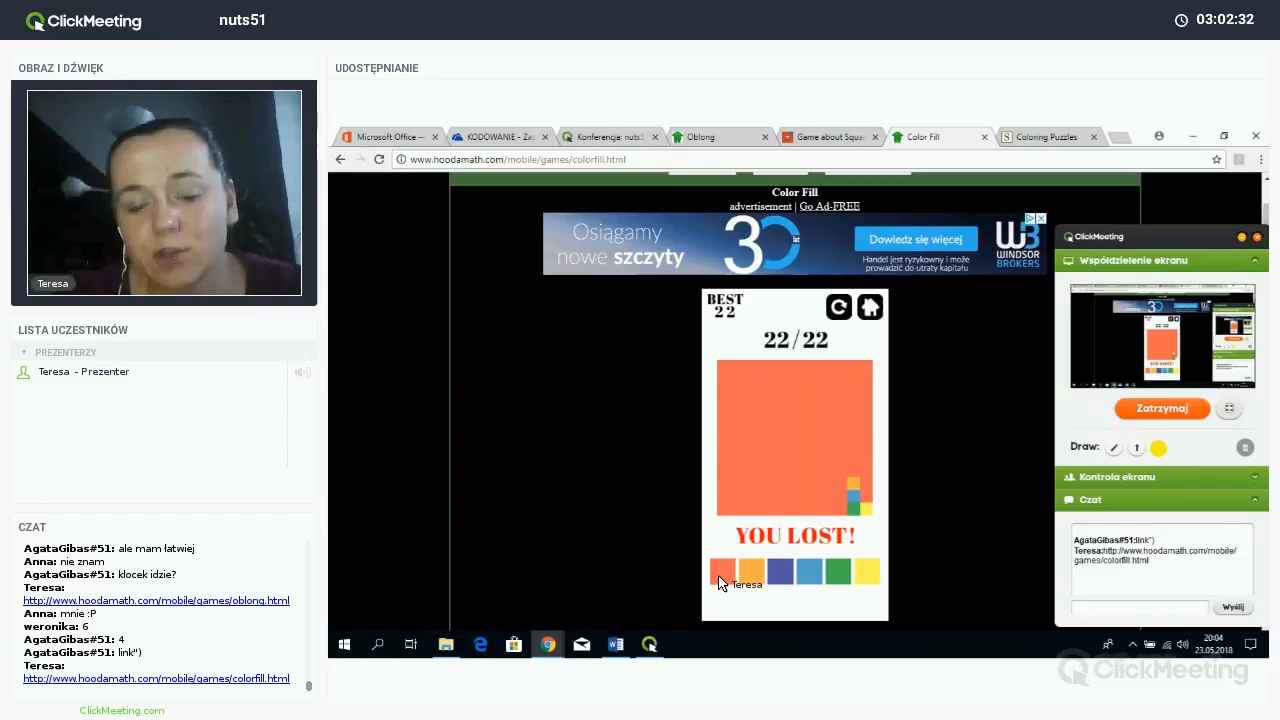 ClickMeeting
nuts51
03:02:32
OBRAZ I DŹWIĘK
Teresa
LISTA UCZESTNIKÓW
PREZENTERZY
Teresa - Prezenter
CZAT
AgataGibas#51: ale mam łatwiej
Anna: nie znam
AgataGibas#51: klocek idzie?
Teresa:
http://www.hoodamath.com/mobile/games/oblong.html
Anna: mnie :P
weronika: 6
AgataGibas#51: 4
AgataGibas#51: link")
Teresa:
http://www.hoodamath.com/mobile/games/colorfill.html
ClickMeeting.com
UDOSTĘPNIANIE
Microsoft Office —
KODOWANIE - Za
Konferencja: nuts
Oblong
Game about Squa
Color Fill
Coloring Puzzles
www.hoodamath.com/mobile/games/colorfill.html
Color Fill
advertisement | Go Ad-FREE
Osiągamy
nowe szczyty
30 lat
Dowiedz się więcej
Handel jest ryzykowny i może
prowadzić do utraty kapitału
WINDSOR
BROKERS
BEST
22
22/22
YOU LOST!
Teresa
ClickMeeting
Współdzielenie ekranu
Zatrzymaj
Draw:
Kontrola ekranu
Czat
AgataGibas#51:link")
Teresa:http://www.hoodamath.com/mobile/
games/colorfill.html
Wyślij
20:04
23.05.2018
ClickMeeting